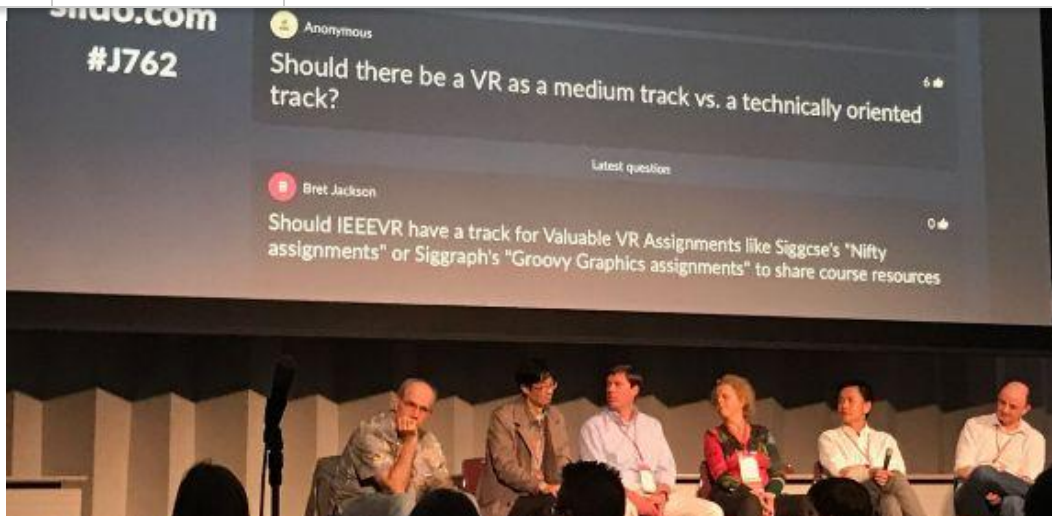 slido.com
#J762
Anonymous
6
Should there be a VR as a medium track vs. a technically oriented
track?
Latest question
B
Bret Jackson
0
Should IEEEVR have a track for Valuable VR Assignments like Siggcse's "Nifty
assignments" or Siggraph's "Groovy Graphics assignments" to share course resources